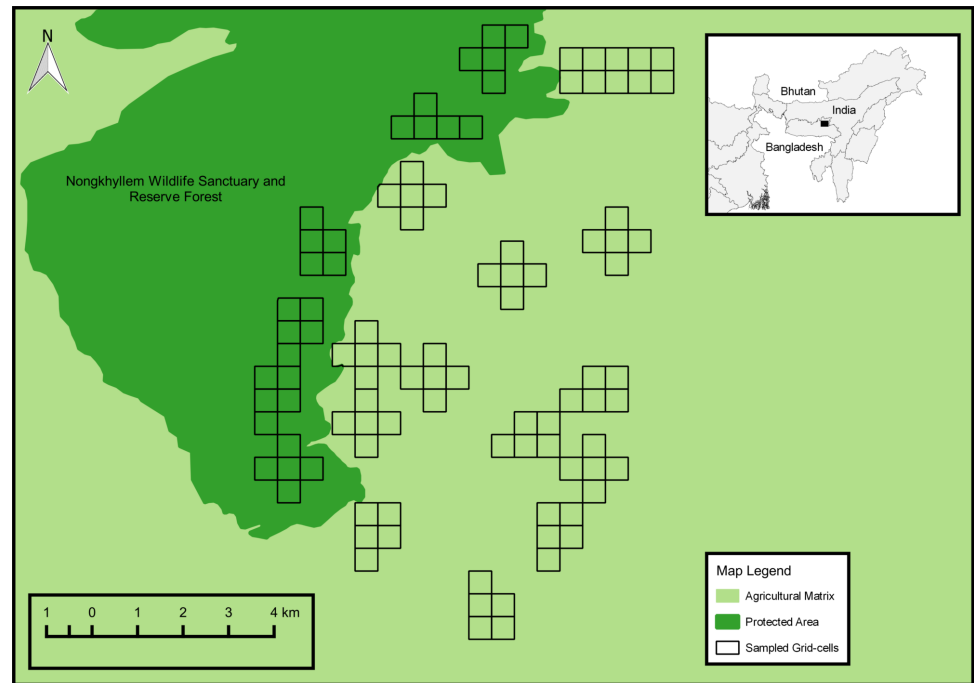 N
Bhutan
India
Bangladesh
Nongkhyllem Wildlife Sanctuary and
Reserve Forest
Map Legend
Agricultural Matrix
Protected Area
Sampled Grid-cells
1 0 1 2 3 4 km